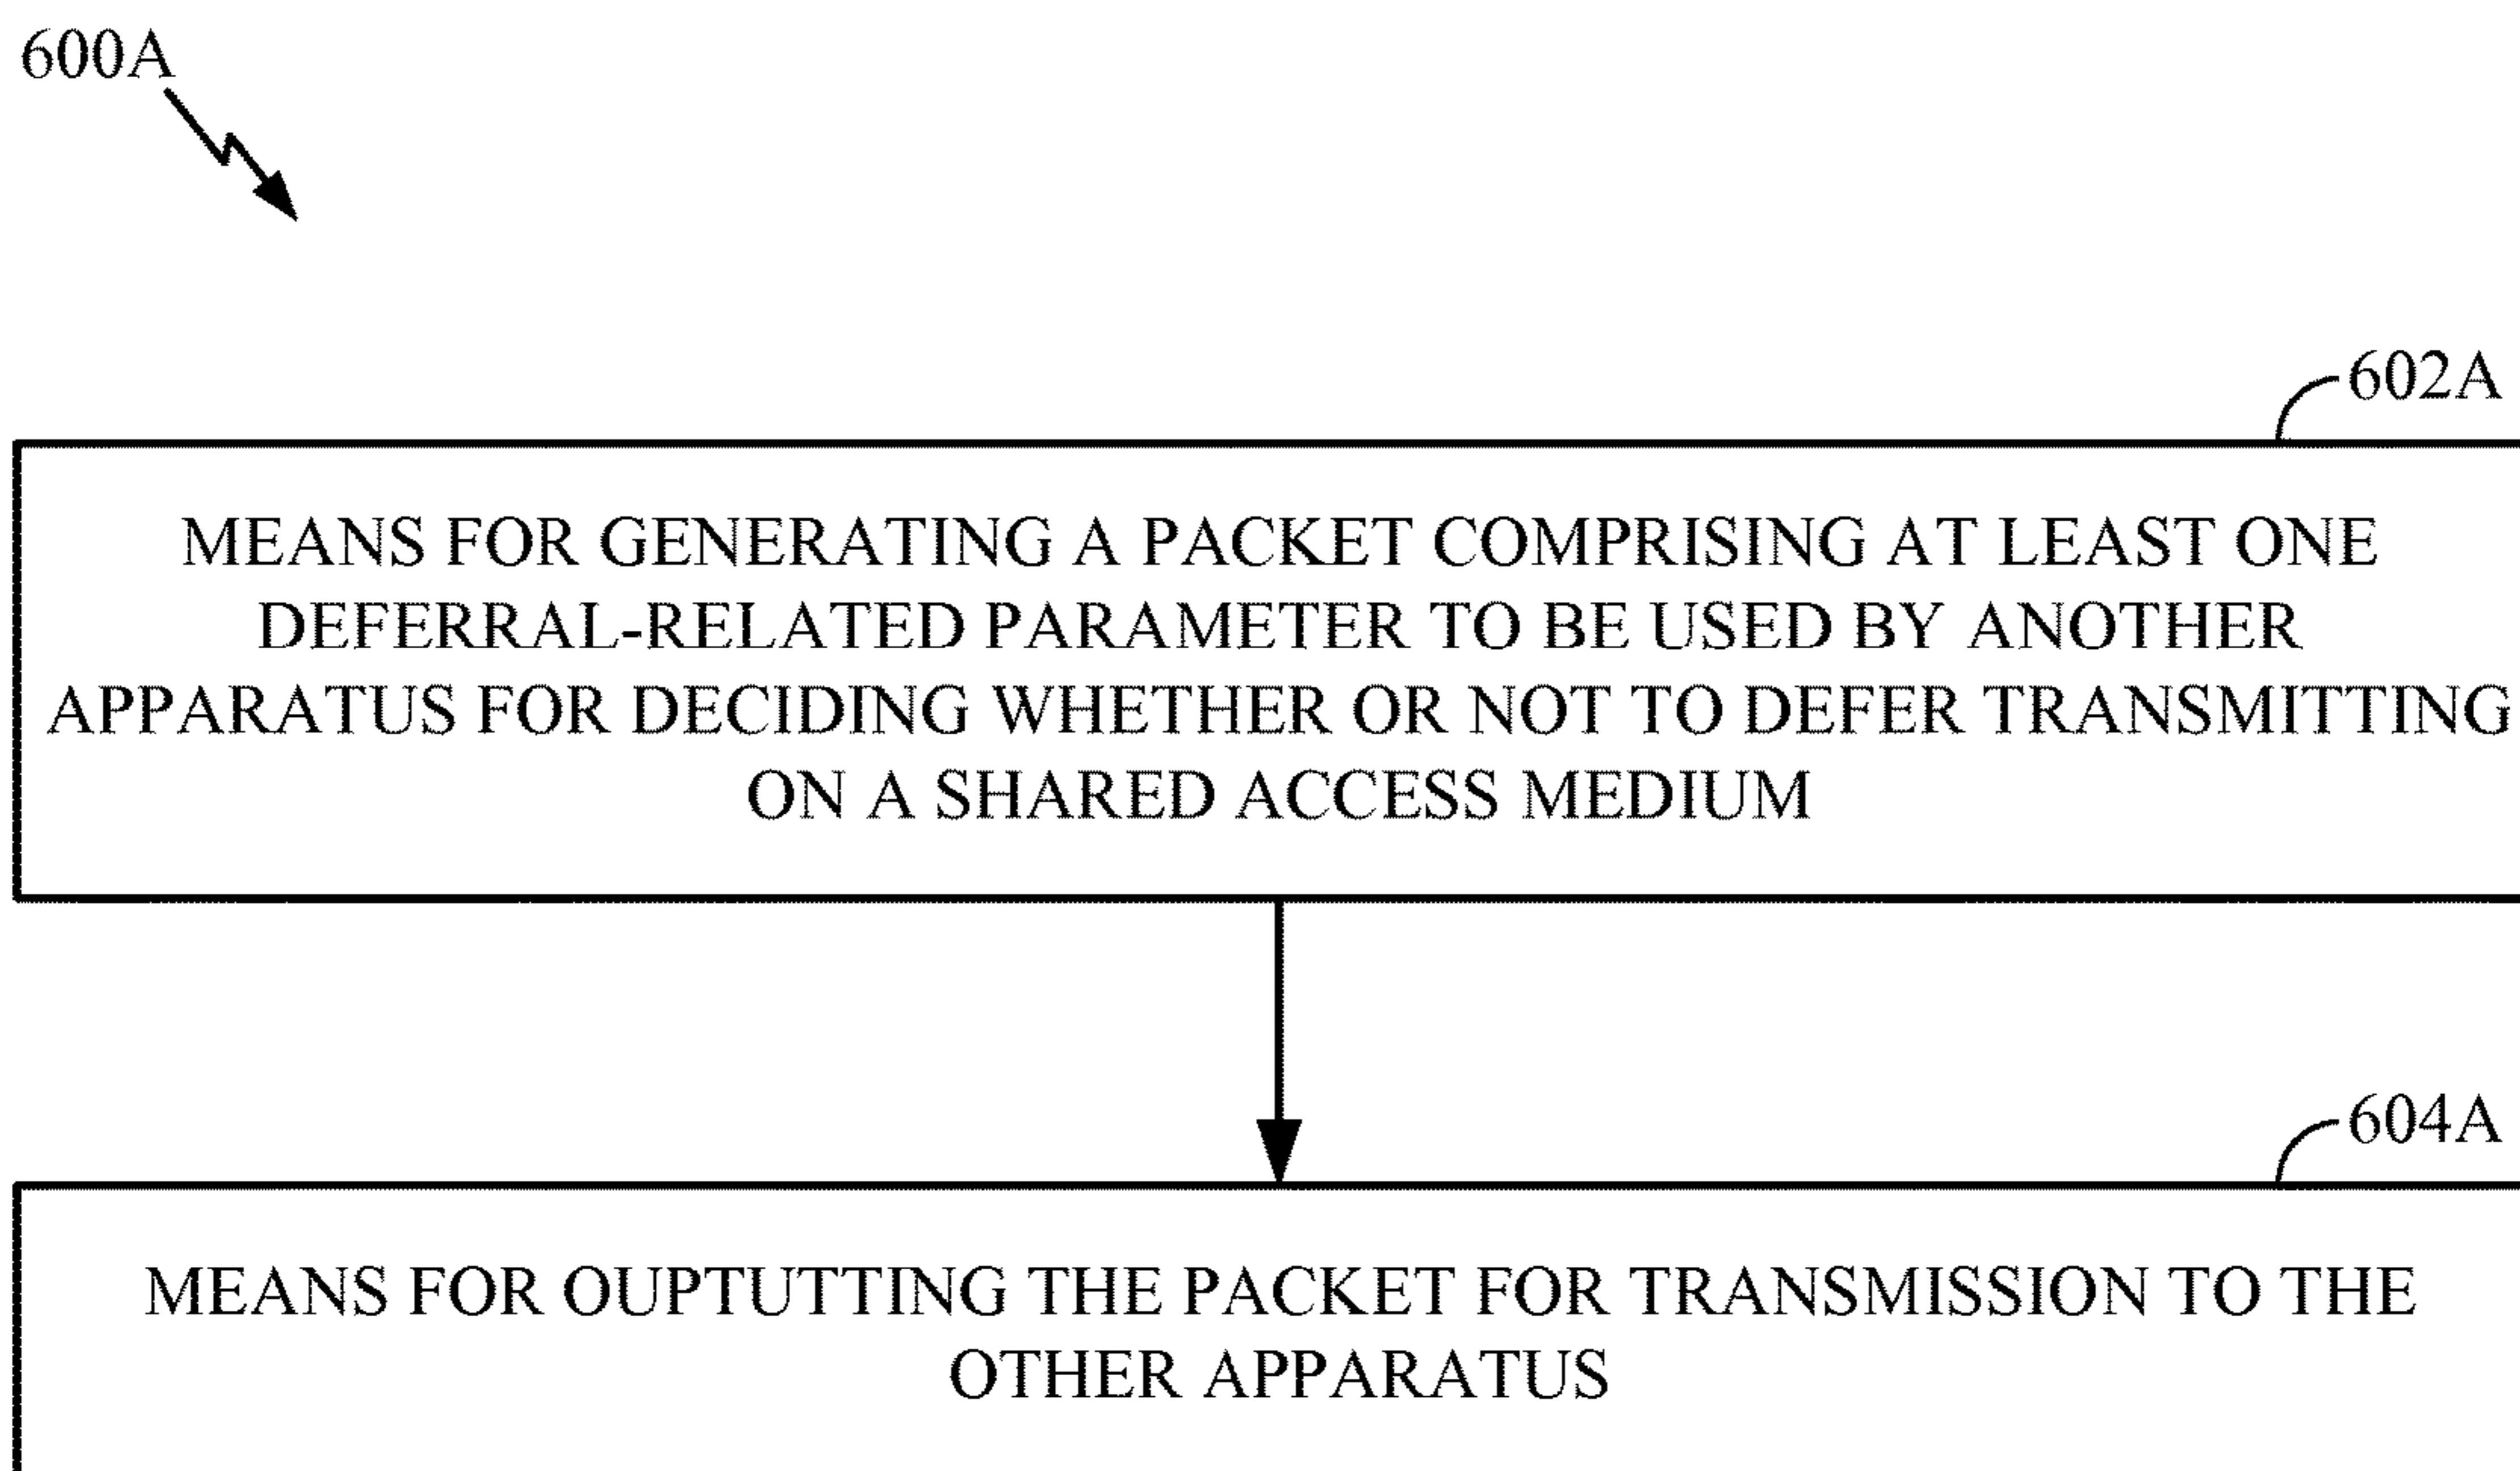 600A
602A
MEANS FOR GENERATING A PACKET COMPRISING AT LEAST ONE
DEFERRAL-RELATED PARAMETER TO BE USED BY ANOTHER
APPARATUS FOR DECIDING WHETHER OR NOT TO DEFER TRANSMITTING
ON A SHARED ACCESS MEDIUM
604A
MEANS FOR OUPTUTTING THE PACKET FOR TRANSMISSION TO THE
OTHER APPARATUS